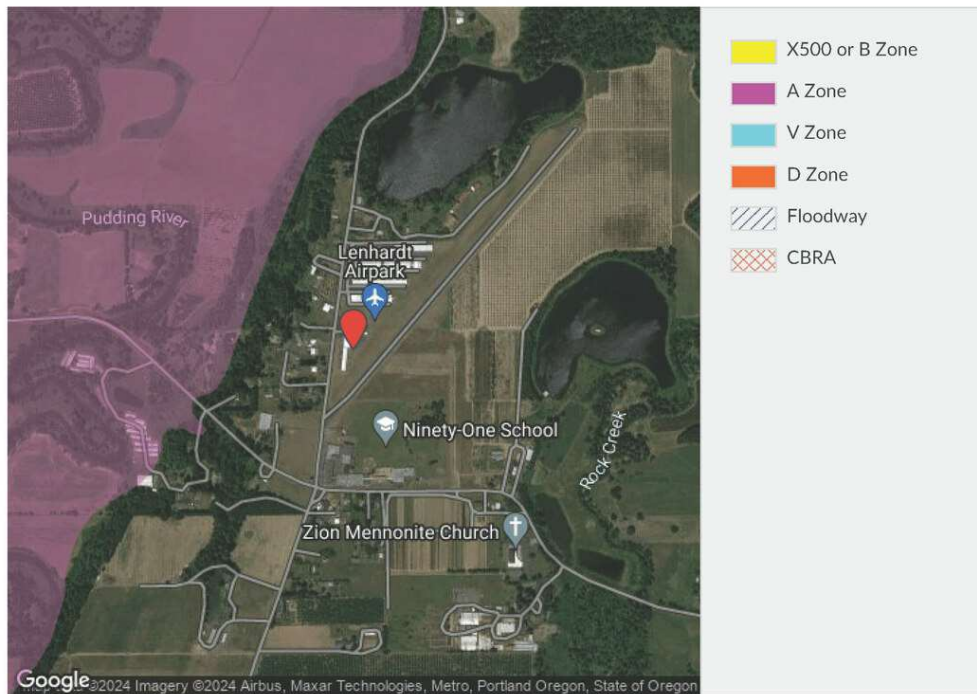 X500 or B Zone
A Zone
V Zone
D Zone
Floodway
CBRA
Pudding River
Lenhardt
Airpark
Ninety-One School
Rock Creek
Zion Mennonite Church
Google
©2024 Imagery ©2024 Airbus, Maxar Technologies, Metro, Portland Oregon, State of Oregon